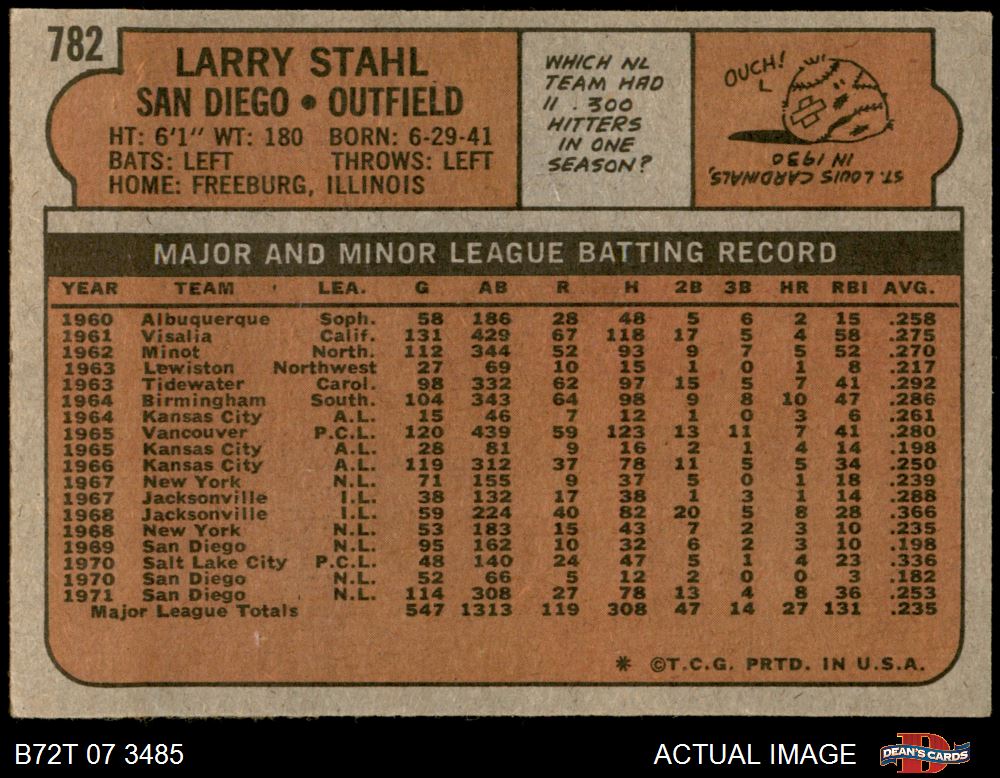 782
LARRY STAHL
SAN DIEGO • OUTFIELD
HT: 6'1" WT: 180 BORN: 6-29-41
BATS: LEFT THROWS: LEFT
HOME: FREEBURG, ILLINOIS
WHICH NL
TEAM HAD
11 .300
HITTERS
IN ONE
SEASON?
OUCH!
ST. LOUIS CARDINALS,
IN 1930
MAJOR AND MINOR LEAGUE BATTING RECORD
YEAR TEAM LEA. G AB R H 2B 3B HR RBI AVG.
1960 Albuquerque Soph. 58 186 28 48 5 6 2 15 .258
1961 Visalia Calif. 131 429 67 118 17 5 4 58 .275
1962 Minot North. 112 344 52 93 9 7 5 52 .270
1963 Lewiston Northwest 27 69 10 15 1 0 1 8 .217
1963 Tidewater Carol. 98 332 62 97 15 5 7 41 .292
1964 Birmingham South. 104 343 64 98 9 8 10 47 .286
1964 Kansas City A.L. 15 46 7 12 1 0 3 6 .261
1965 Vancouver P.C.L. 120 439 59 123 13 11 7 41 .280
1965 Kansas City A.L. 28 81 9 16 2 1 4 14 .198
1966 Kansas City A.L. 119 312 37 78 11 5 5 34 .250
1967 New York N.L. 71 155 9 37 5 0 1 18 .239
1967 Jacksonville I.L. 38 132 17 38 1 3 1 14 .288
1968 Jacksonville I.L. 59 224 40 82 20 5 8 28 .366
1968 New York N.L. 53 183 15 43 7 2 3 10 .235
1969 San Diego N.L. 95 162 10 32 6 2 3 10 .198
1970 Salt Lake City P.C.L. 48 140 24 47 5 1 4 23 .336
1970 San Diego N.L. 52 66 5 12 2 0 0 3 .182
1971 San Diego N.L. 114 308 27 78 13 4 8 36 .253
Major League Totals 547 1313 119 308 47 14 27 131 .235
* ©T.C.G. PRTD. IN U.S.A.
B72T 07 3485 ACTUAL IMAGE DEAN'S CARDS